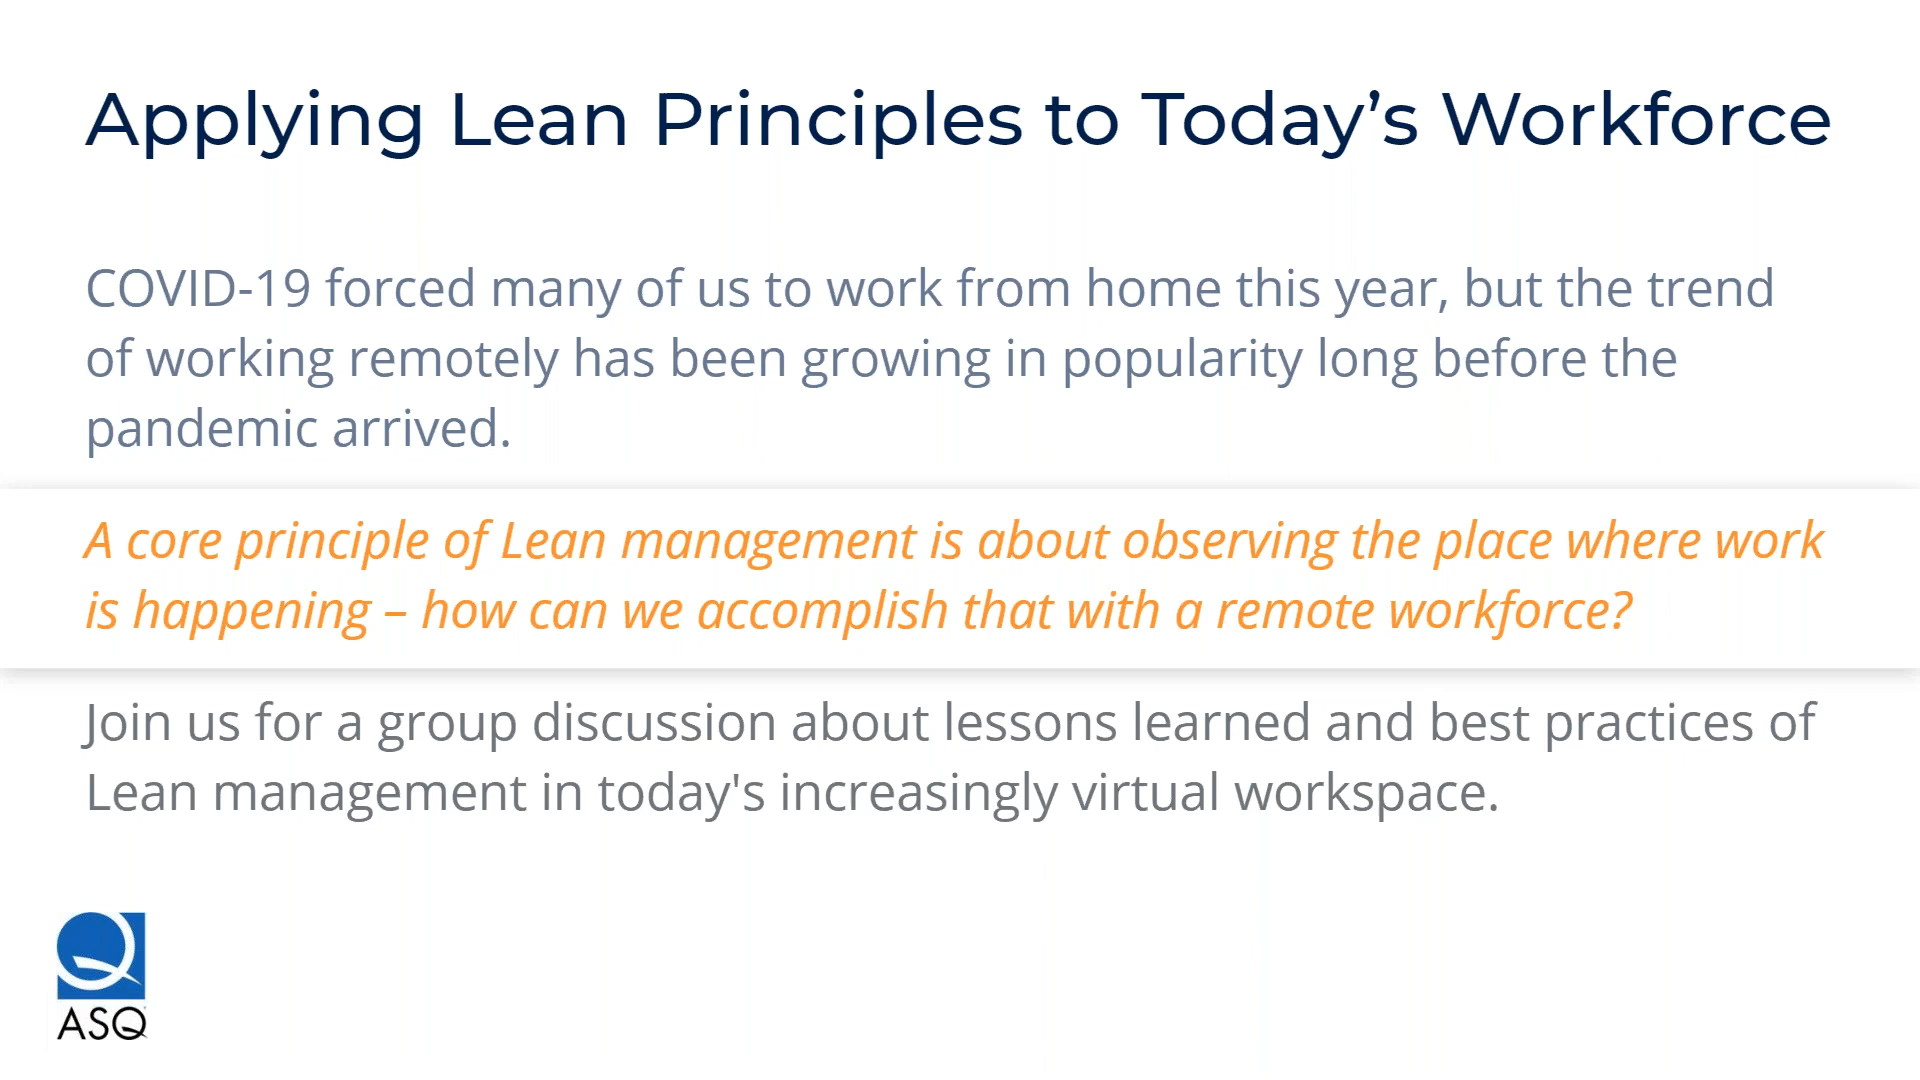 Applying Lean Principles to Today’s Workforce
COVID-19 forced many of us to work from home this year, but the trend
of working remotely has been growing in popularity long before the
pandemic arrived.
A core principle of Lean management is about observing the place where work
is happening – how can we accomplish that with a remote workforce?
Join us for a group discussion about lessons learned and best practices of
Lean management in today's increasingly virtual workspace.
ASQ